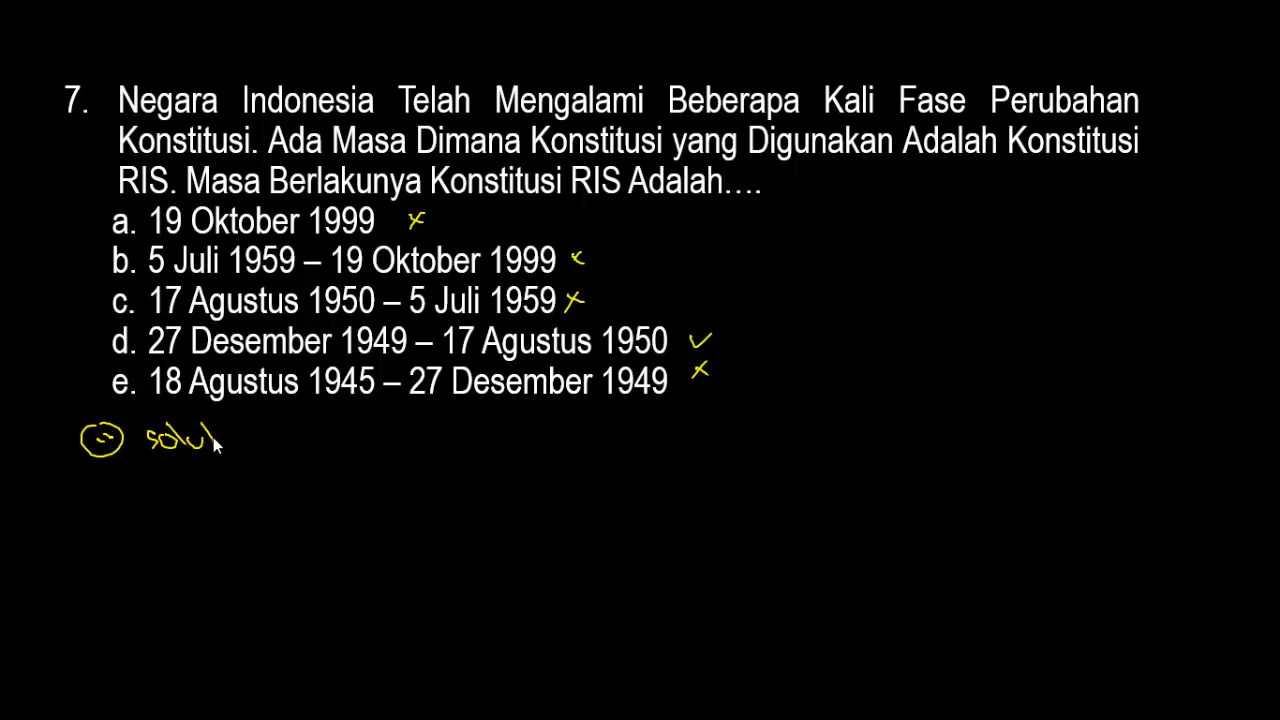 7. Negara Indonesia Telah Mengalami Beberapa Kali Fase Perubahan
Konstitusi. Ada Masa Dimana Konstitusi yang Digunakan Adalah Konstitusi
RIS. Masa Berlakunya Konstitusi RIS Adalah....
a. 19 Oktober 1999
b. 5 Juli 1959 – 19 Oktober 1999
c. 17 Agustus 1950 – 5 Juli 1959
d. 27 Desember 1949 – 17 Agustus 1950
e. 18 Agustus 1945 – 27 Desember 1949